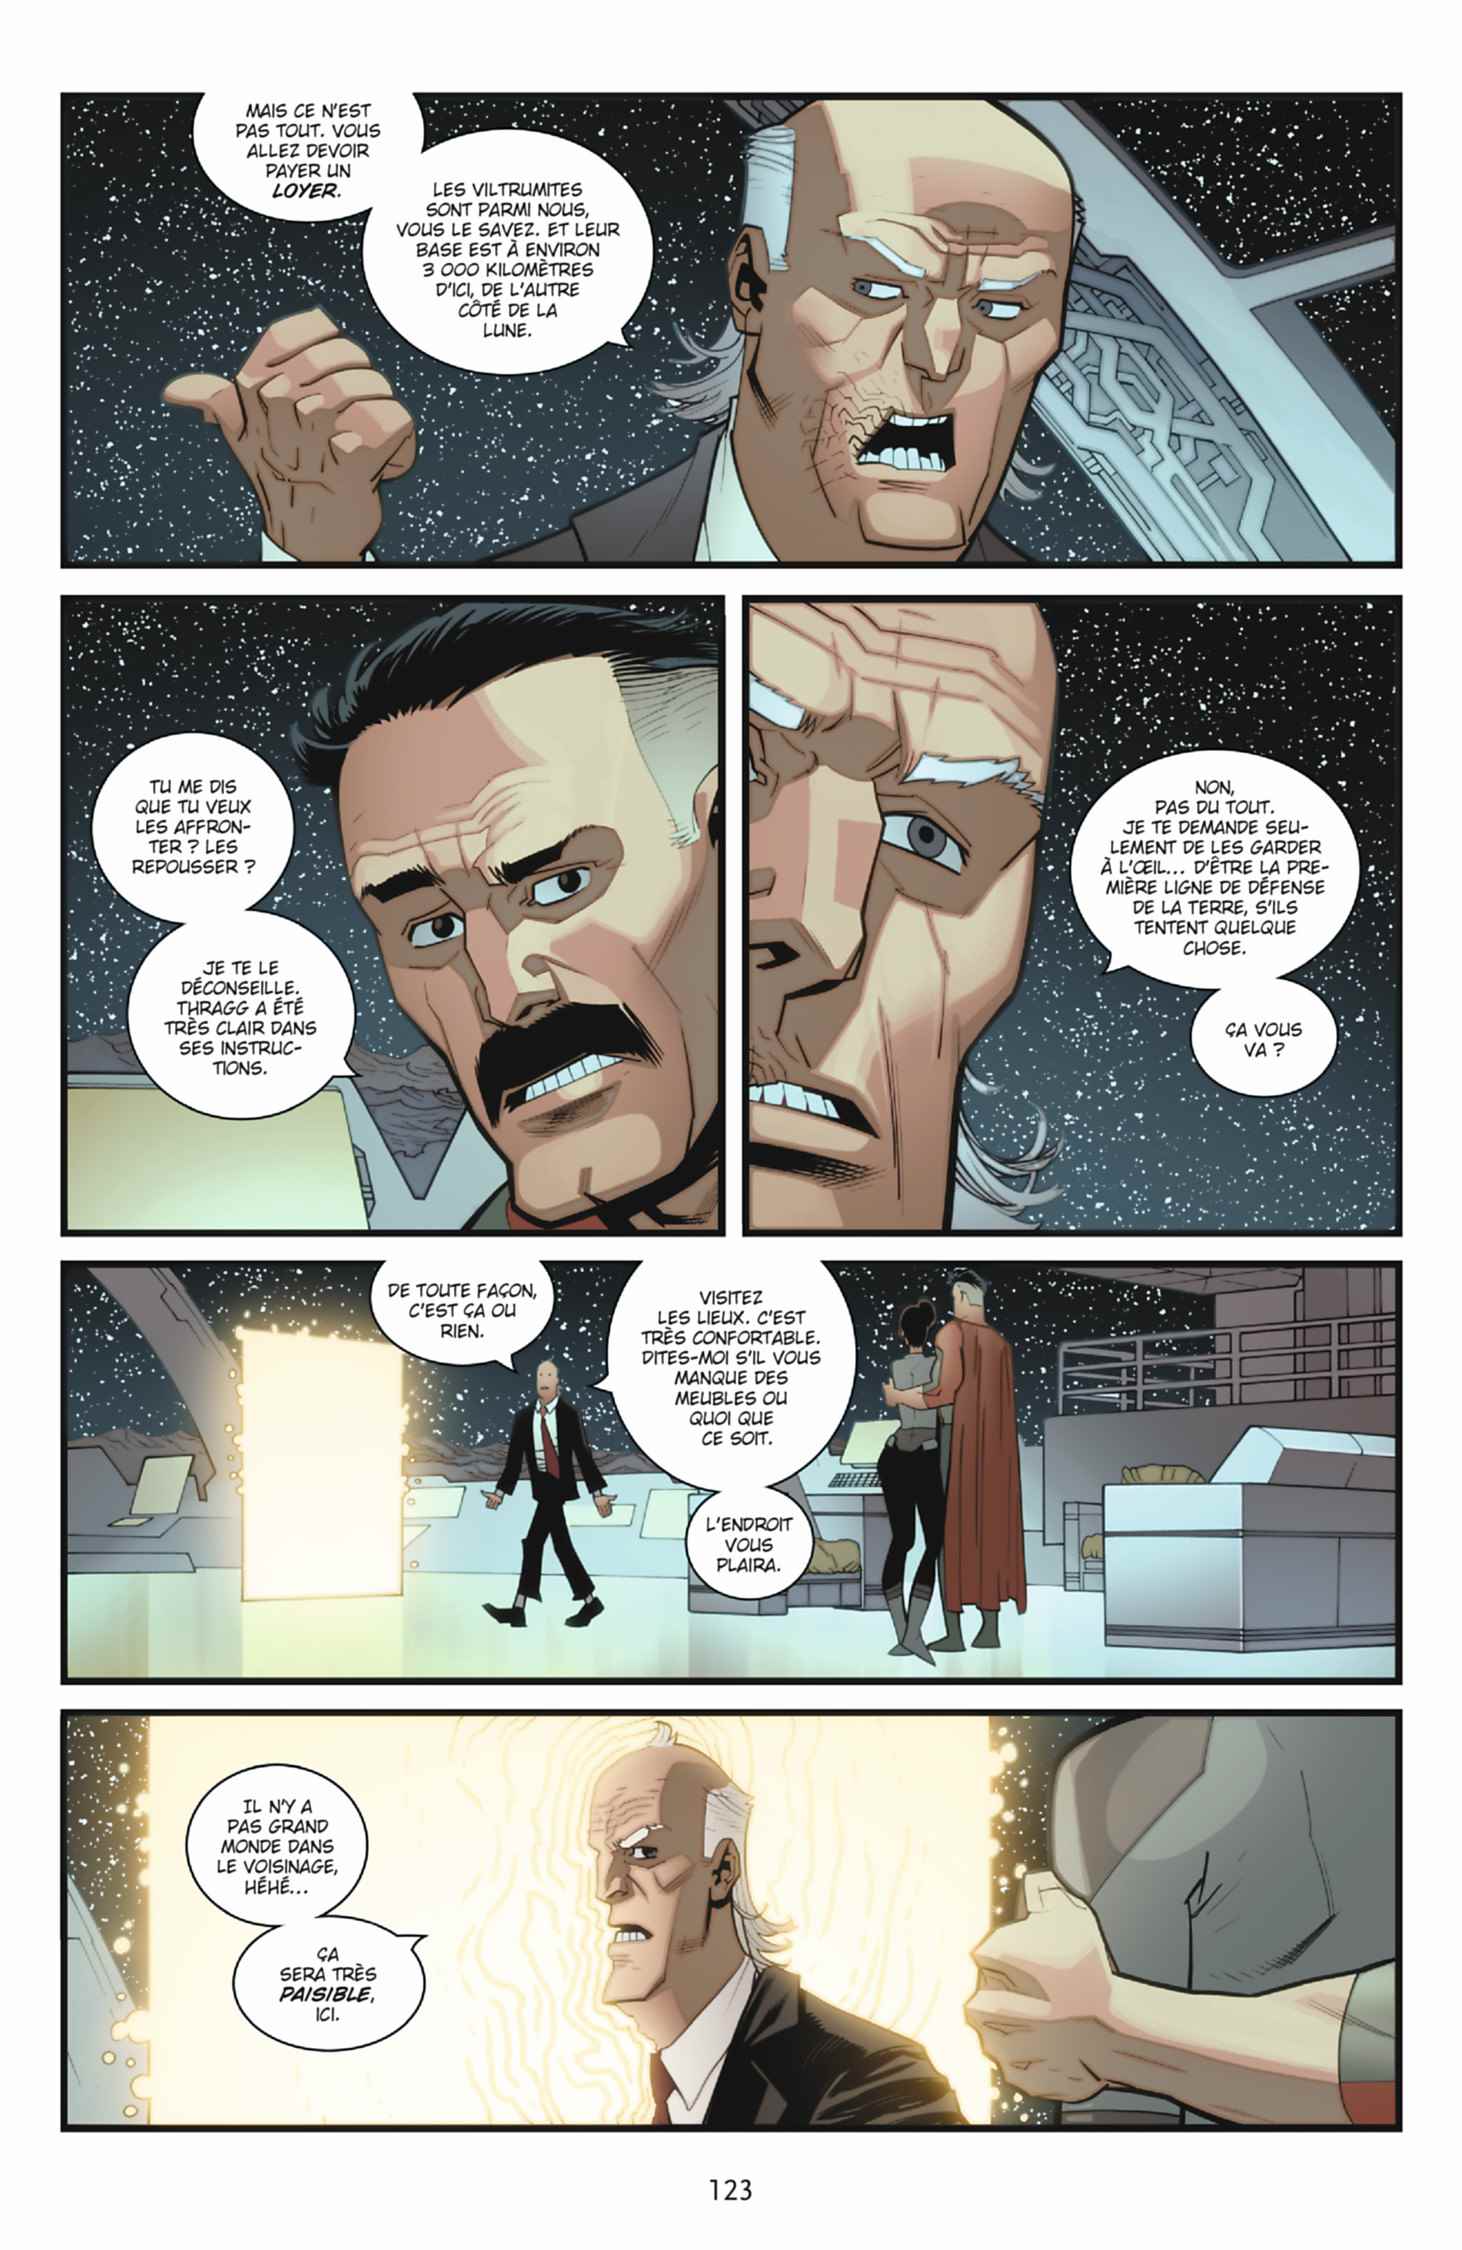 MAIS CE N'EST
PAS TOUT. VOUS
ALLEZ DEVOIR
PAYER UN
LOYER.
LES VILTRUMITES
SONT PARMI NOUS,
VOUS LE SAVEZ. ET LEUR
BASE EST À ENVIRON
3 000 KILOMÈTRES
D'ICI, DE L'AUTRE
CÔTÉ DE LA
LUNE.
TU ME DIS
QUE TU VEUX
LES AFFRON-
TER ? LES
REPOUSSER ?
JE TE LE
DÉCONSEILLE.
THRAGG A ÉTÉ
TRÈS CLAIR DANS
SES INSTRUC-
TIONS.
NON,
PAS DU TOUT.
JE TE DEMANDE SEU-
LEMENT DE LES GARDER
À L'ŒIL... D'ÊTRE LA PRE-
MIÈRE LIGNE DE DÉFENSE
DE LA TERRE, S'ILS
TENTENT QUELQUE
CHOSE.
ÇA VOUS
VA ?
DE TOUTE FAÇON,
C'EST ÇA OU
RIEN.
VISITEZ
LES LIEUX. C'EST
TRÈS CONFORTABLE.
DITES-MOI S'IL VOUS
MANQUE DES
MEUBLES OU
QUOI QUE
CE SOIT.
L'ENDROIT
VOUS
PLAIRA.
IL N'Y A
PAS GRAND
MONDE DANS
LE VOISINAGE,
HÉHÉ...
ÇA
SERA TRÈS
PAISIBLE,
ICI.
123